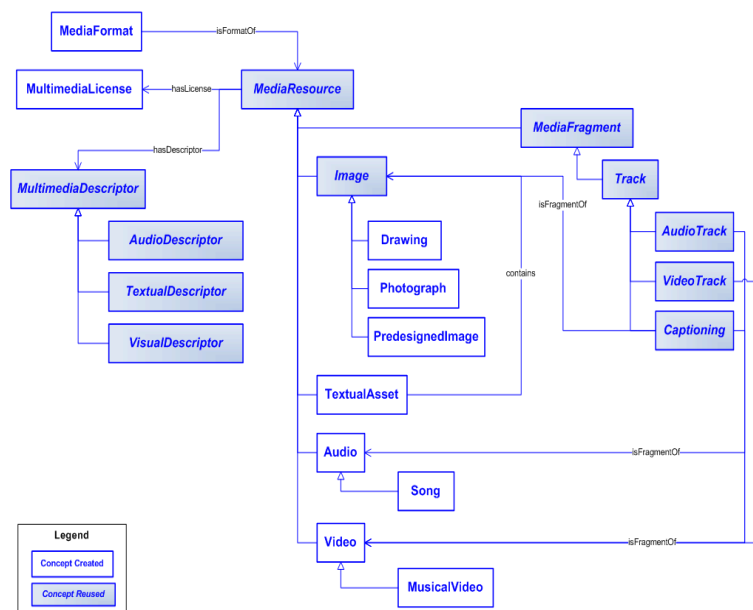 MediaFormat
isFormatOf
MultimediaLicense
hasLicense
MediaResource
hasDescriptor
MediaFragment
MultimediaDescriptor
Image
Track
isFragmentOf
AudioDescriptor
Drawing
AudioTrack
TextualDescriptor
Photograph
contains
VideoTrack
VisualDescriptor
PredesignedImage
Captioning
TextualAsset
Audio
isFragmentOf
Song
Legend
Video
isFragmentOf
Concept Created
MusicalVideo
Concept Reused